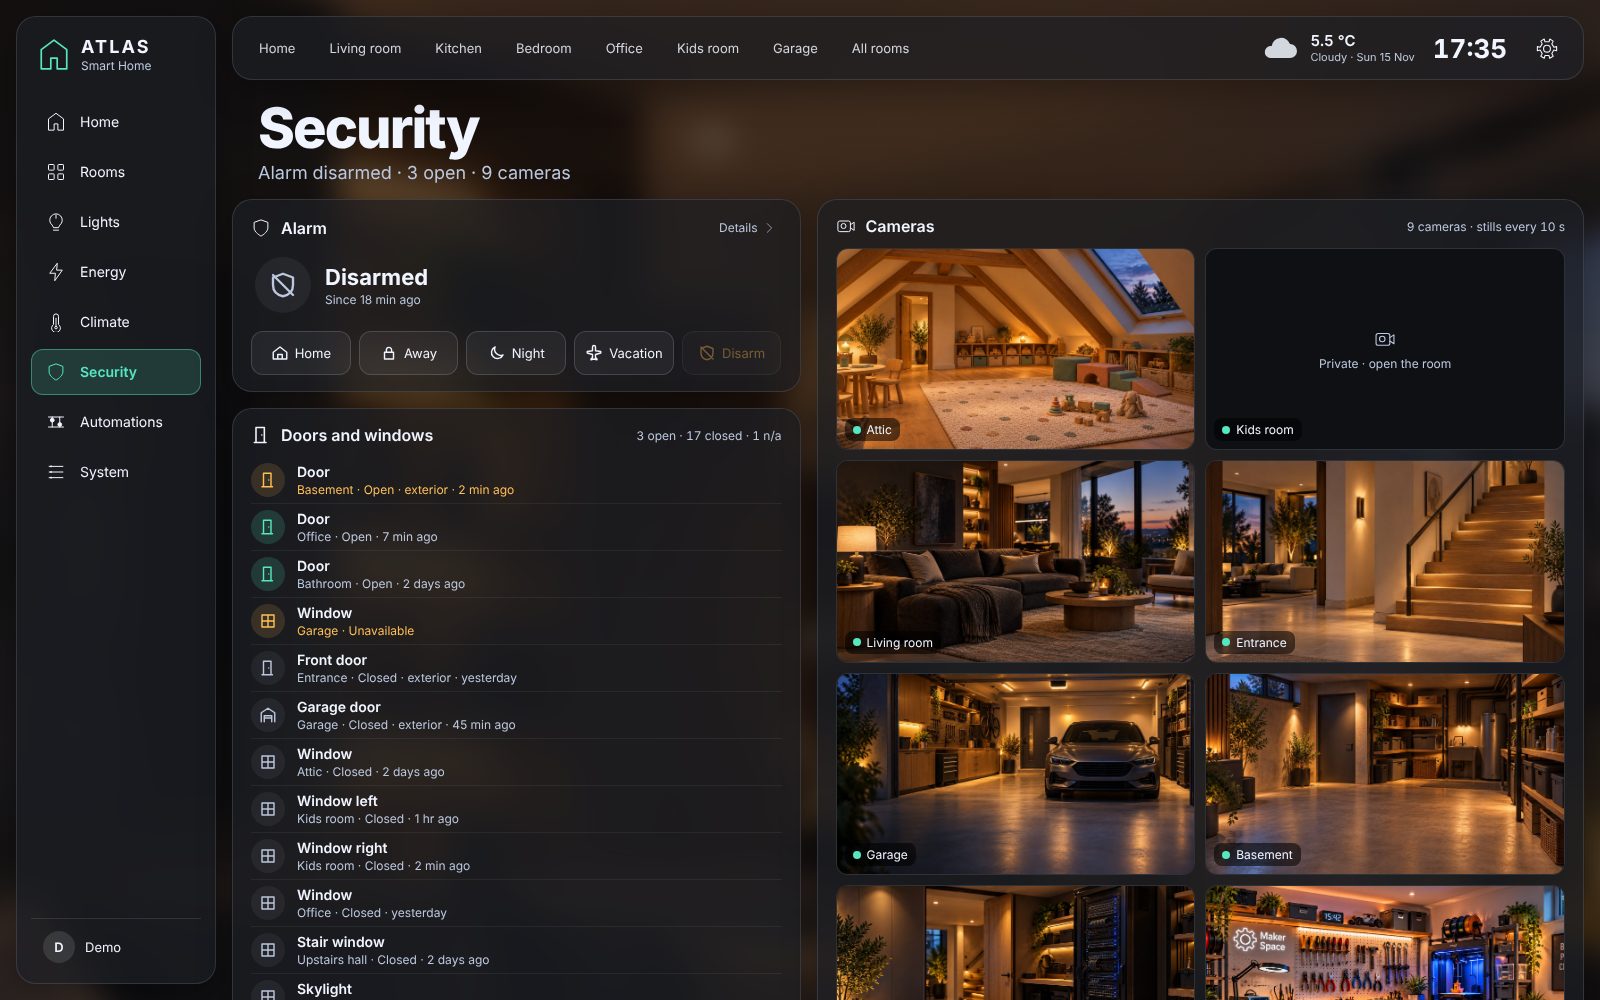 ATLAS
Smart Home
Home
Rooms
Lights
Energy
Climate
Security
Automations
System
D
Demo
Home Living room Kitchen Bedroom Office Kids room Garage All rooms
5.5 °C
Cloudy · Sun 15 Nov
17:35
Security
Alarm disarmed · 3 open · 9 cameras
Alarm
Details
Disarmed
Since 18 min ago
Home Away Night Vacation Disarm
Doors and windows
3 open · 17 closed · 1 n/a
Door
Basement · Open · exterior · 2 min ago
Door
Office · Open · 7 min ago
Door
Bathroom · Open · 2 days ago
Window
Garage · Unavailable
Front door
Entrance · Closed · exterior · yesterday
Garage door
Garage · Closed · exterior · 45 min ago
Window
Attic · Closed · 2 days ago
Window left
Kids room · Closed · 1 hr ago
Window right
Kids room · Closed · 2 min ago
Window
Office · Closed · yesterday
Stair window
Upstairs hall · Closed · 2 days ago
Skylight
Cameras
9 cameras · stills every 10 s
Attic
Private · open the room
Kids room
Living room
Entrance
Garage
Basement
15:42
Maker
Space